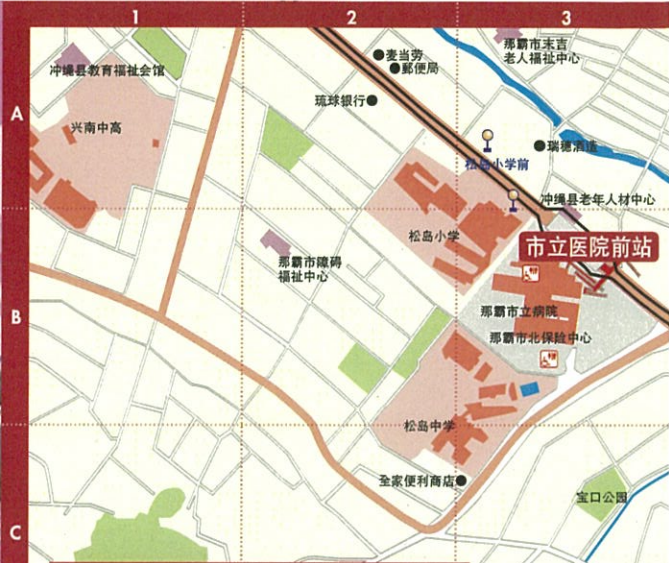 1
2
3
A
B
C
冲绳县教育福祉会馆
兴南中高
麦当劳
郵便局
琉球银行
那霸市末吉
老人福祉中心
瑞穗酒造
松岛小学前
冲绳县老年人材中心
松岛小学
市立医院前站
那霸市障碍
福祉中心
那霸市立病院
那霸市北保险中心
松岛中学
全家便利商店
宝口公园